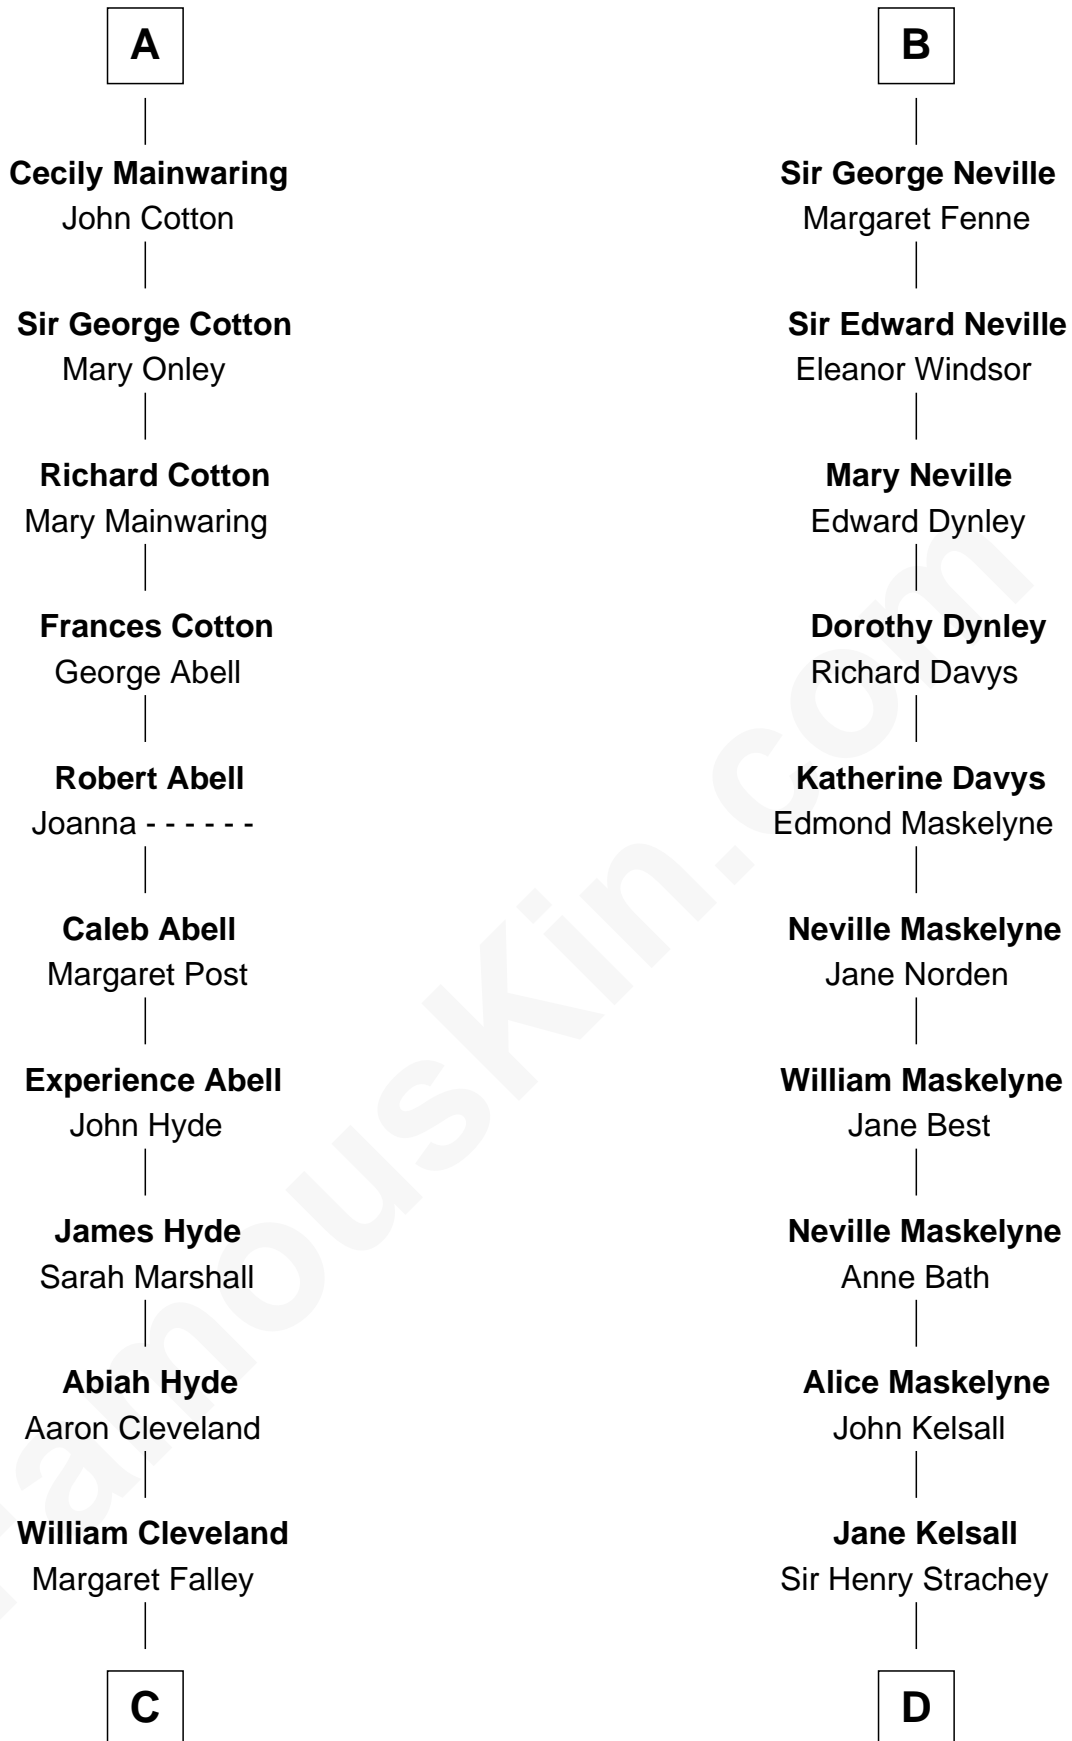 A
Cecily Mainwaring
John Cotton
Sir George Cotton
Mary Onley
Richard Cotton
Mary Mainwaring
Frances Cotton
George Abell
Robert Abell
Joanna - - - - - -
Caleb Abell
Margaret Post
Experience Abell
John Hyde
James Hyde
Sarah Marshall
Abiah Hyde
Aaron Cleveland
William Cleveland
Margaret Falley
C
B
Sir George Neville
Margaret Fenne
Sir Edward Neville
Eleanor Windsor
Mary Neville
Edward Dynley
Dorothy Dynley
Richard Davys
Katherine Davys
Edmond Maskelyne
Neville Maskelyne
Jane Norden
William Maskelyne
Jane Best
Neville Maskelyne
Anne Bath
Alice Maskelyne
John Kelsall
Jane Kelsall
Sir Henry Strachey
D
FamousKin.com